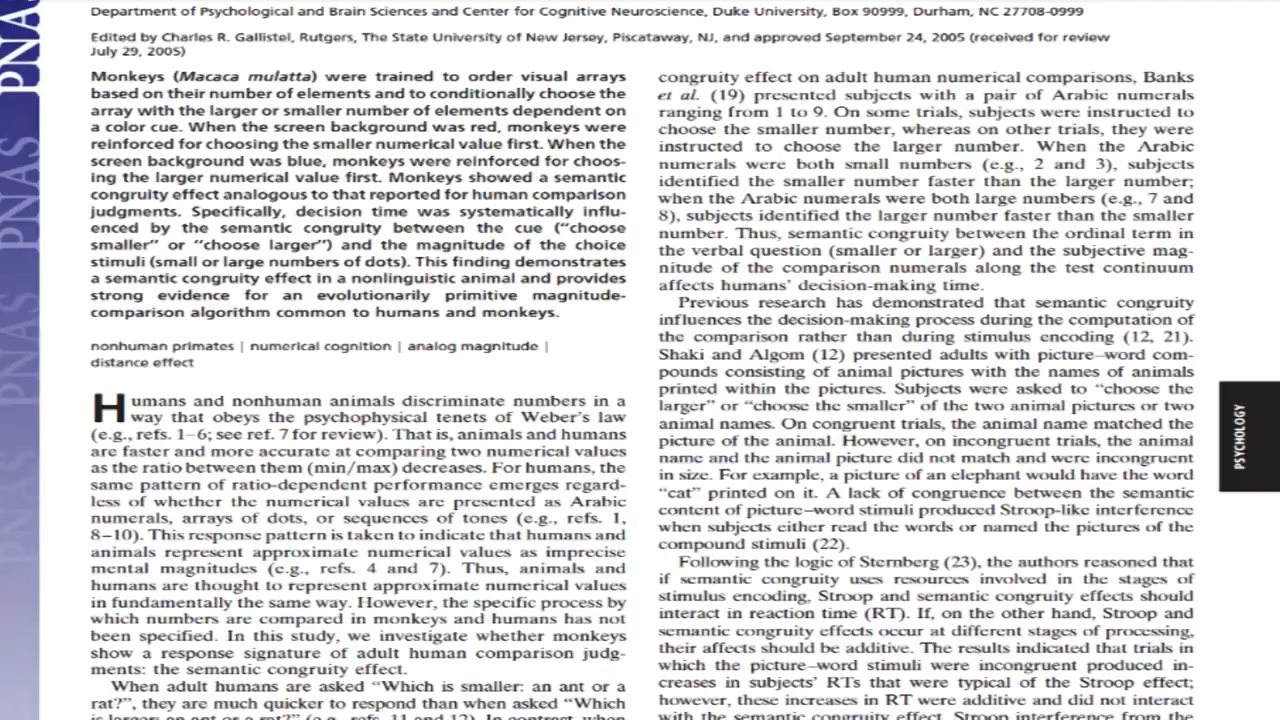 Department of Psychological and Brain Sciences and Center for Cognitive Neuroscience, Duke University, Box 90999, Durham, NC 27708-0999
Edited by Charles R. Gallistel, Rutgers, The State University of New Jersey, Piscataway, NJ, and approved September 24, 2005 (received for review
July 29, 2005)
Monkeys (Macaca mulatta) were trained to order visual arrays
based on their number of elements and to conditionally choose the
array with the larger or smaller number of elements dependent on
a color cue. When the screen background was red, monkeys were
reinforced for choosing the smaller numerical value first. When the
screen background was blue, monkeys were reinforced for choos-
ing the larger numerical value first. Monkeys showed a semantic
congruity effect analogous to that reported for human comparison
judgments. Specifically, decision time was systematically influ-
enced by the semantic congruity between the cue (“choose
smaller” or “choose larger”) and the magnitude of the choice
stimuli (small or large numbers of dots). This finding demonstrates
a semantic congruity effect in a nonlinguistic animal and provides
strong evidence for an evolutionarily primitive magnitude-
comparison algorithm common to humans and monkeys.
nonhuman primates | numerical cognition | analog magnitude |
distance effect
Humans and nonhuman animals discriminate numbers in a
way that obeys the psychophysical tenets of Weber’s law
(e.g., refs. 1–6; see ref. 7 for review). That is, animals and humans
are faster and more accurate at comparing two numerical values
as the ratio between them (min/max) decreases. For humans, the
same pattern of ratio-dependent performance emerges regard-
less of whether the numerical values are presented as Arabic
numerals, arrays of dots, or sequences of tones (e.g., refs. 1,
8–10). This response pattern is taken to indicate that humans and
animals represent approximate numerical values as imprecise
mental magnitudes (e.g., refs. 4 and 7). Thus, animals and
humans are thought to represent approximate numerical values
in fundamentally the same way. However, the specific process by
which numbers are compared in monkeys and humans has not
been specified. In this study, we investigate whether monkeys
show a response signature of adult human comparison judg-
ments: the semantic congruity effect.
When adult humans are asked “Which is smaller: an ant or a
rat?”, they are much quicker to respond than when asked “Which
is larger: an ant or a rat?” (e.g., refs. 11 and 12). In contrast, when
congruity effect on adult human numerical comparisons, Banks
et al. (19) presented subjects with a pair of Arabic numerals
ranging from 1 to 9. On some trials, subjects were instructed to
choose the smaller number, whereas on other trials, they were
instructed to choose the larger number. When the Arabic
numerals were both small numbers (e.g., 2 and 3), subjects
identified the smaller number faster than the larger number;
when the Arabic numerals were both large numbers (e.g., 7 and
8), subjects identified the larger number faster than the smaller
number. Thus, semantic congruity between the ordinal term in
the verbal question (smaller or larger) and the subjective mag-
nitude of the comparison numerals along the test continuum
affects humans’ decision-making time.
Previous research has demonstrated that semantic congruity
influences the decision-making process during the computation of
the comparison rather than during stimulus encoding (12, 21).
Shaki and Algom (12) presented adults with picture–word com-
pounds consisting of animal pictures with the names of animals
printed within the pictures. Subjects were asked to “choose the
larger” or “choose the smaller” of the two animal pictures or two
animal names. On congruent trials, the animal name matched the
picture of the animal. However, on incongruent trials, the animal
name and the animal picture did not match and were incongruent
in size. For example, a picture of an elephant would have the word
“cat” printed on it. A lack of congruence between the semantic
content of picture–word stimuli produced Stroop-like interference
when subjects either read the words or named the pictures of the
compound stimuli (22).
Following the logic of Sternberg (23), the authors reasoned that
if semantic congruity uses resources involved in the stages of
stimulus encoding, Stroop and semantic congruity effects should
interact in reaction time (RT). If, on the other hand, Stroop and
semantic congruity effects occur at different stages of processing,
their affects should be additive. The results indicated that trials in
which the picture–word stimuli were incongruent produced in-
creases in subjects’ RTs that were typical of the Stroop effect;
however, these increases in RT were additive and did not interact
with the semantic congruity effect. Stroop interference from the
PSYCHOLOGY
PNAS
PNAS
PNAS
PNAS